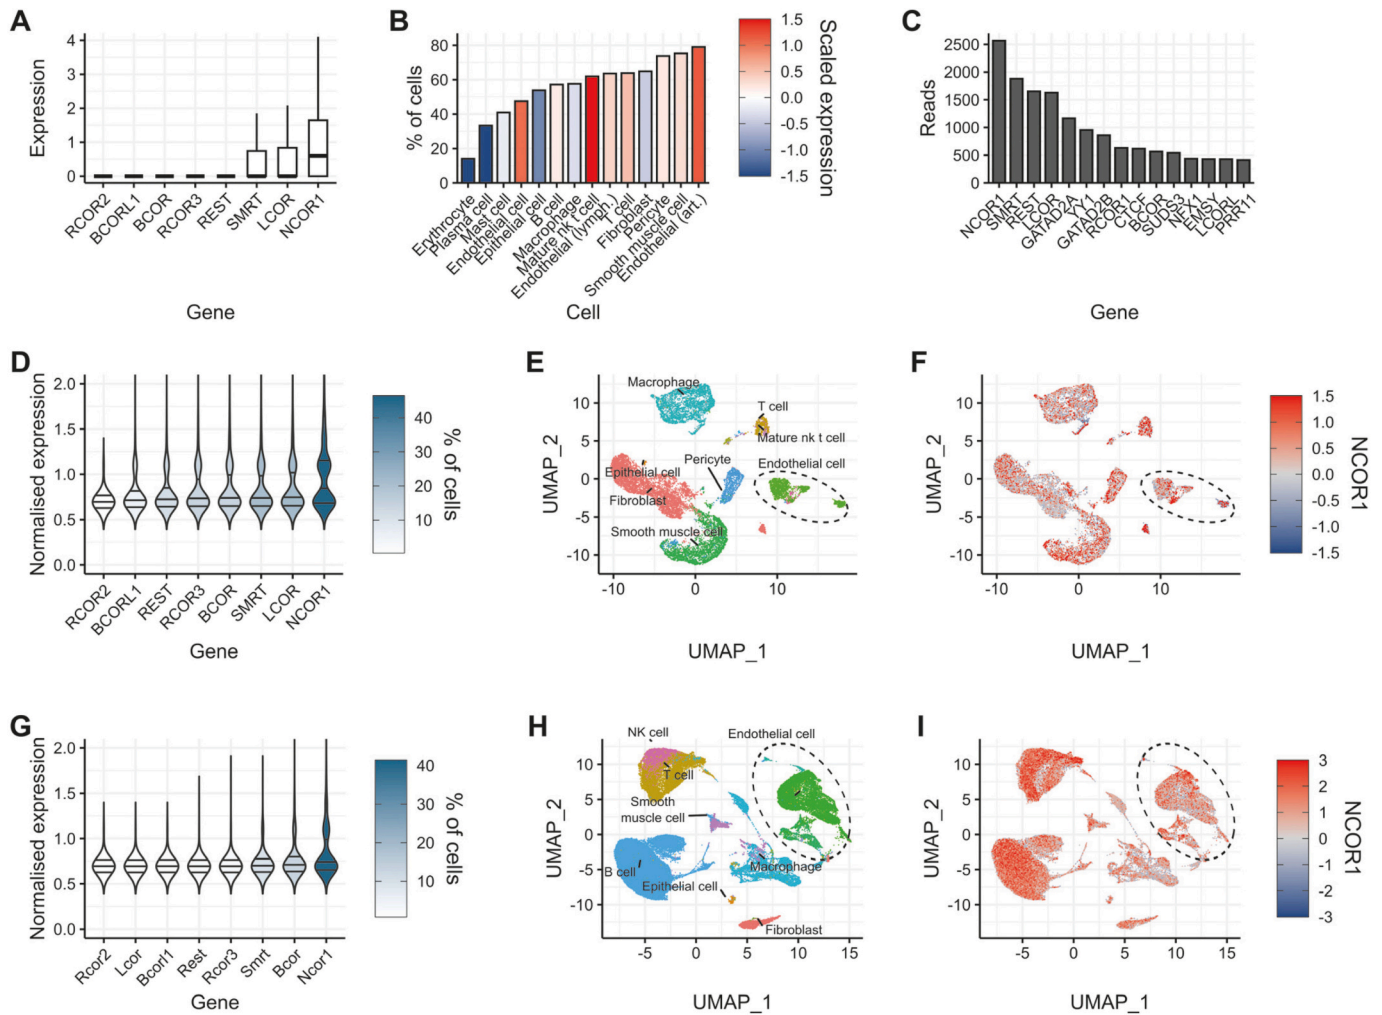 A
Expression
4
3
2
1
0
RCOR2
BCORL1
BCOR
RCOR3
REST
SMRT
LCOR
NCOR1
Gene
B
% of cells
80
60
40
20
0
Erythrocyte
Plasma cell
Mast cell
Endothelial cell
Epithelial cell
B cell
Macrophage
Mature nk t cell
Endothelial (lymph.)
T cell
Fibroblast
Pericyte
Smooth muscle cell
Endothelial (art.)
Cell
1.5
1.0
0.5
0.0
-0.5
-1.0
-1.5
Scaled expression
C
Reads
2500
2000
1500
1000
500
0
NCOR1
SMRT
REST
LCOR
GATAD2A
YY1
GATAD2B
RCOR1
CTCF
BCOR
SUDS3
NFX1
EMSY
LCORL
PRR11
Gene
D
Normalised expression
2.0
1.5
1.0
0.5
0.0
RCOR2
BCORL1
REST
RCOR3
BCOR
SMRT
LCOR
NCOR1
Gene
40
30
20
10
% of cells
E
UMAP_2
10
5
0
-5
-10
Macrophage
T cell
Mature nk t cell
Pericyte
Endothelial cell
Epithelial cell
Fibroblast
Smooth muscle cell
-10
0
10
UMAP_1
F
UMAP_2
10
5
0
-5
-10
-10
0
10
UMAP_1
1.5
1.0
0.5
0.0
-0.5
-1.0
-1.5
NCOR1
G
Normalised expression
2.0
1.5
1.0
0.5
0.0
Rcor2
Lcor
Bcorl1
Rest
Rcor3
Smrt
Bcor
Ncor1
Gene
40
30
20
10
% of cells
H
UMAP_2
10
5
0
-5
-10
NK cell
Endothelial cell
T cell
Smooth
muscle cell
B cell
Macrophage
Epithelial cell
Fibroblast
-5
0
5
10
15
UMAP_1
I
UMAP_2
10
5
0
-5
-10
-5
0
5
10
15
UMAP_1
3
2
1
0
-1
-2
-3
NCOR1